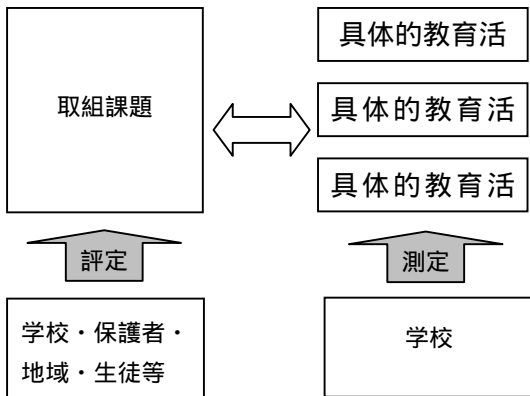 取組課題
具体的教育活
具体的教育活
具体的教育活
評定
測定
学校・保護者・
地域・生徒等
学校